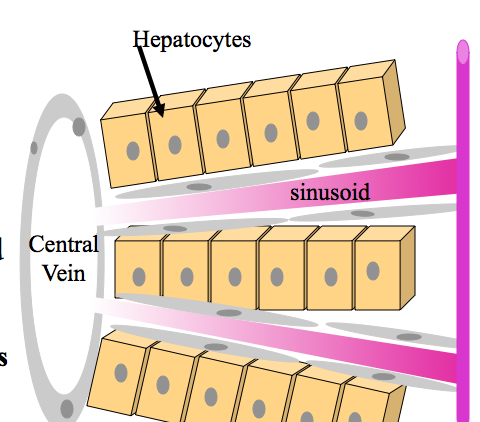 Hepatocytes
sinusoid
Central
Vein